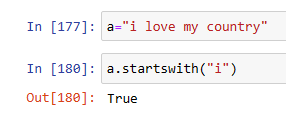 In [177]: a="i love my country"
In [180]: a.startswith("i")
Out[180]: True